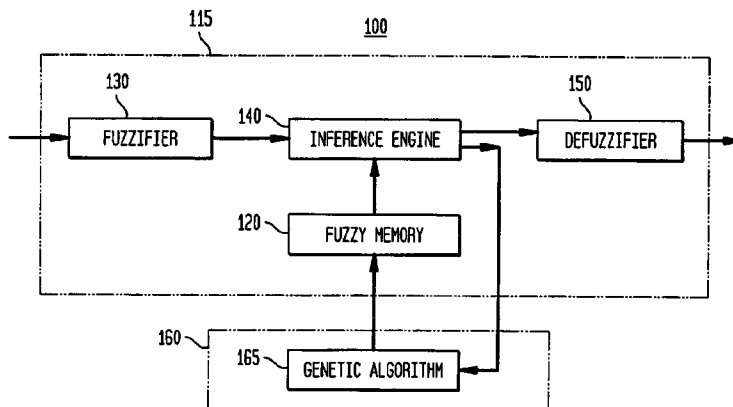 115
100
130
FUZZIFIER
140
INFERENCE ENGINE
150
DEFUZZIFIER
120
FUZZY MEMORY
160
165
GENETIC ALGORITHM